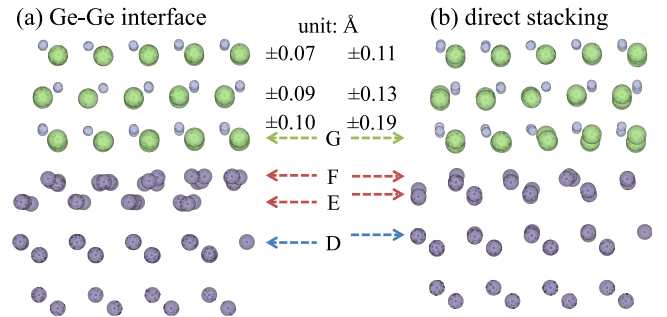 (a) Ge-Ge interface
unit: Å
(b) direct stacking
±0.07 ±0.11
±0.09 ±0.13
±0.10 ±0.19
G
F
E
D